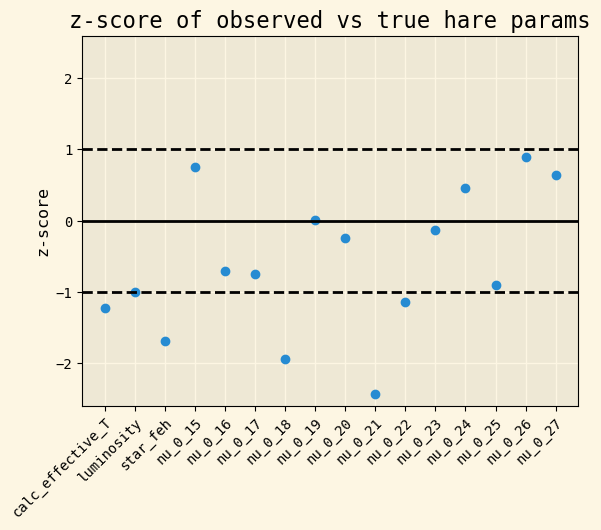 z-score of observed vs true hare params
z-score
2
1
0
−1
−2
calc_effective_T
luminosity
star_feh
nu_0_15
nu_0_16
nu_0_17
nu_0_18
nu_0_19
nu_0_20
nu_0_21
nu_0_22
nu_0_23
nu_0_24
nu_0_25
nu_0_26
nu_0_27